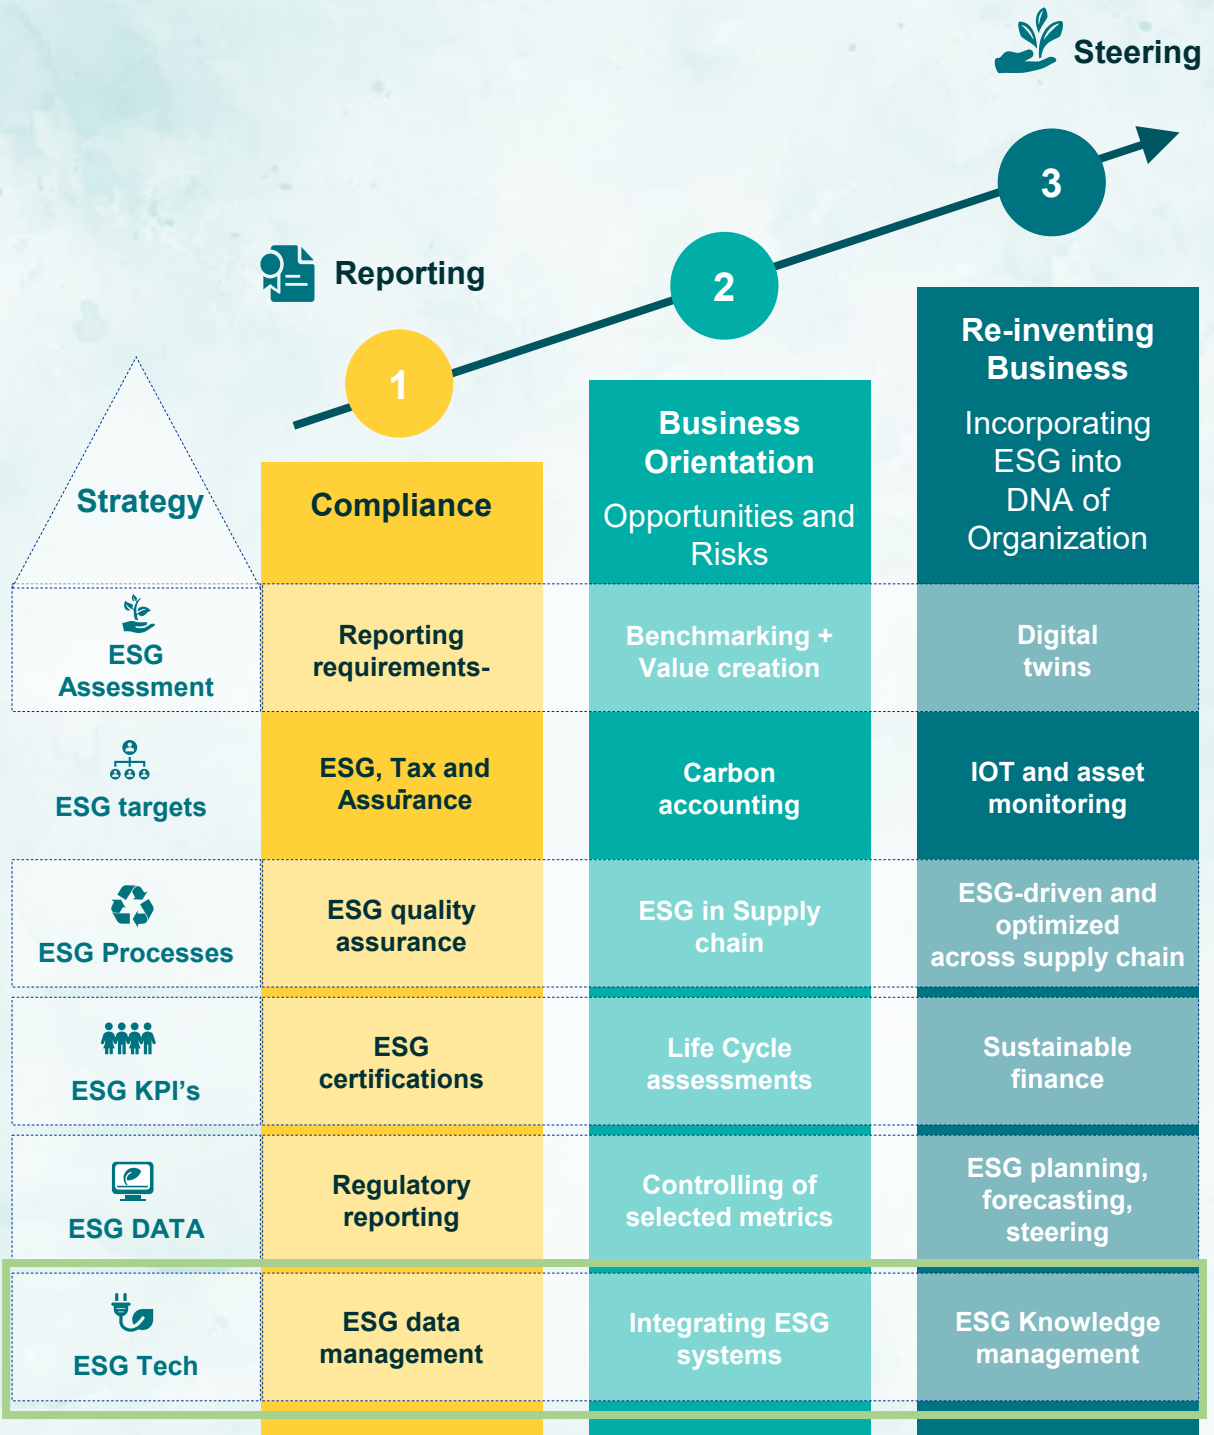 Steering
3
Reporting
2
1
Re-inventing
Business
Incorporating
ESG into
DNA of
Organization
Business
Orientation
Opportunities and
Risks
Strategy
Compliance
ESG
Assessment
Reporting
requirements-
Benchmarking +
Value creation
Digital
twins
ESG targets
ESG, Tax and
Assurance
Carbon
accounting
IOT and asset
monitoring
ESG Processes
ESG quality
assurance
ESG in Supply
chain
ESG-driven and
optimized
across supply chain
ESG KPI's
ESG
certifications
Life Cycle
assessments
Sustainable
finance
ESG DATA
Regulatory
reporting
Controlling of
selected metrics
ESG planning,
forecasting,
steering
ESG Tech
ESG data
management
Integrating ESG
systems
ESG Knowledge
management